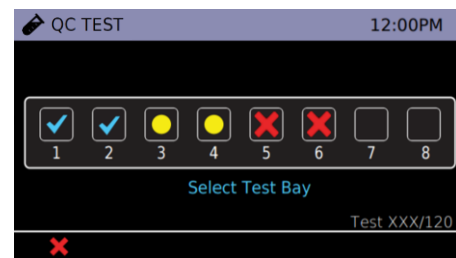 QC TEST 12:00PM
1 2 3 4 5 6 7 8
Select Test Bay
Test XXX/120